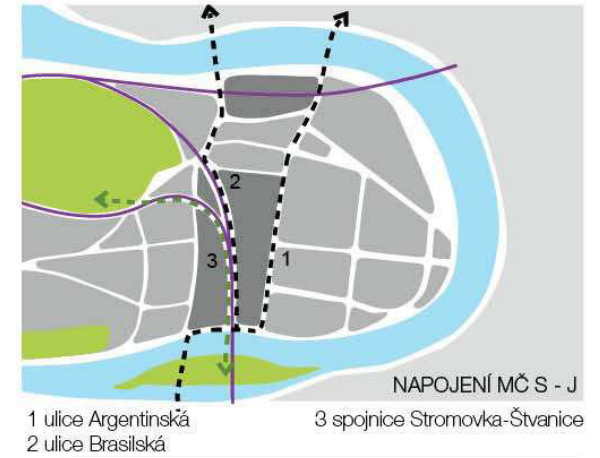 2
3
1
NAPOJENÍ MČ S - J
1 ulice Argentinská
3 spojnice Stromovka-Štvanice
2 ulice Brasilská